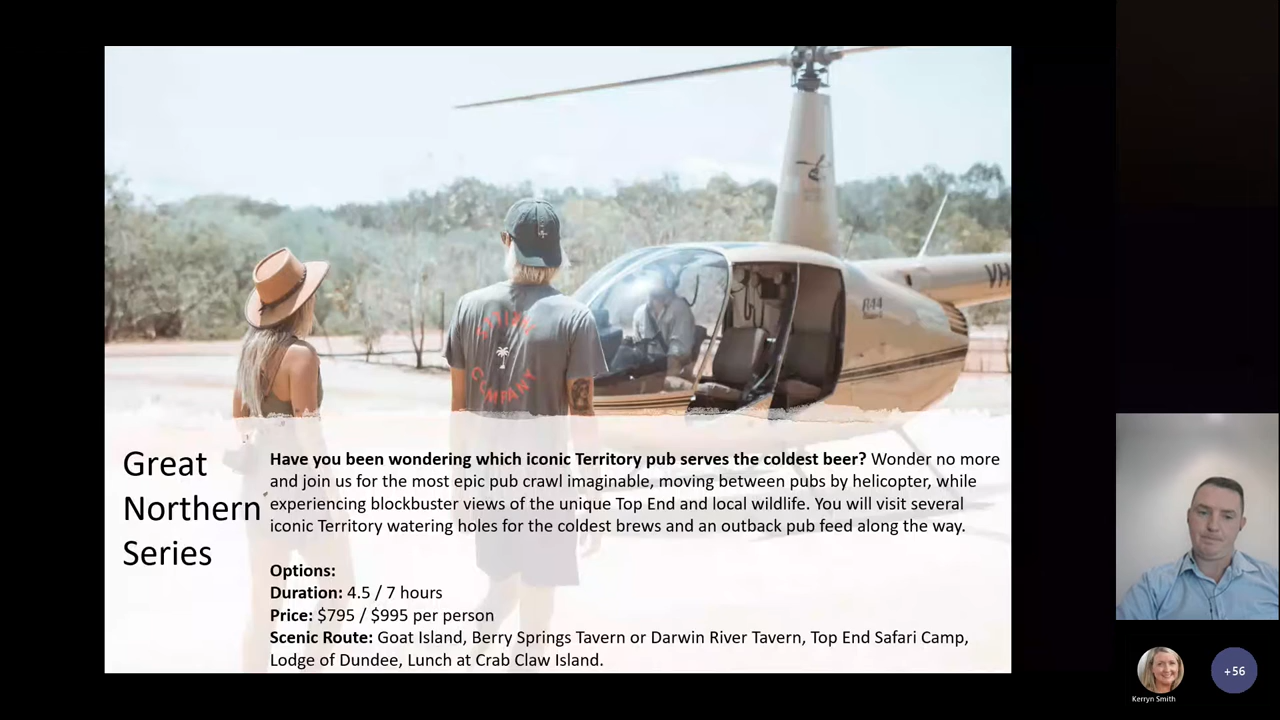 VH
R44
ACTION
COMPANY
Great
Northern
Series
Have you been wondering which iconic Territory pub serves the coldest beer? Wonder no more
and join us for the most epic pub crawl imaginable, moving between pubs by helicopter, while
experiencing blockbuster views of the unique Top End and local wildlife. You will visit several
iconic Territory watering holes for the coldest brews and an outback pub feed along the way.
Options:
Duration: 4.5 / 7 hours
Price: $795 / $995 per person
Scenic Route: Goat Island, Berry Springs Tavern or Darwin River Tavern, Top End Safari Camp,
Lodge of Dundee, Lunch at Crab Claw Island.
Kerryn Smith
+56